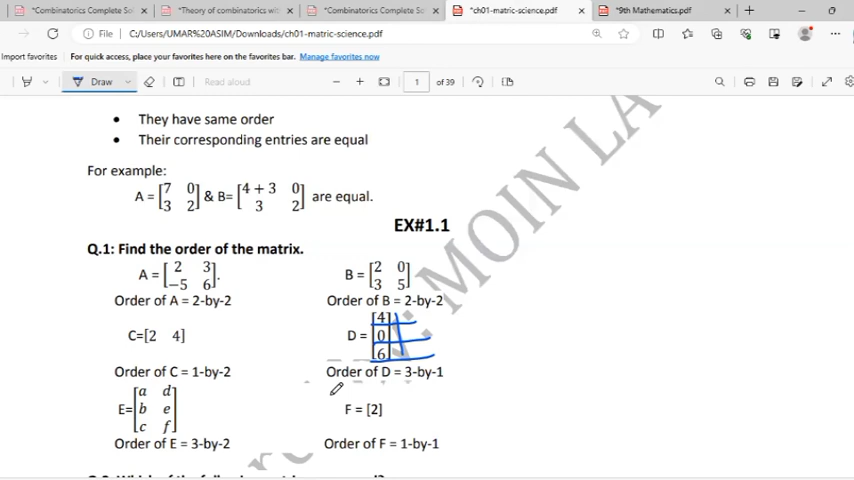 *Combinatorics Complete So
*Theory of combinatorics wit
*Combinatorics Complete So
*ch01-matric-science.pdf
*9th Mathematics.pdf
File
C:/Users/UMAR%20ASIM/Downloads/ch01-matric-science.pdf
Import favorites
For quick access, place your favorites here on the favorites bar. Manage favorites now
Draw
Read aloud
1 of 39
• They have same order
• Their corresponding entries are equal
For example:
A = [7 0; 3 2] & B= [4 + 3 0; 3 2] are equal.
EX#1.1
Q.1: Find the order of the matrix.
A = [2 3; −5 6]. B = [2 0; 3 5]
Order of A = 2-by-2 Order of B = 2-by-2
C=[2 4] D = [4; 0; 6]
Order of C = 1-by-2 Order of D = 3-by-1
E= [a d; b e; c f] F = [2]
Order of E = 3-by-2 Order of F = 1-by-1
MOIN LA